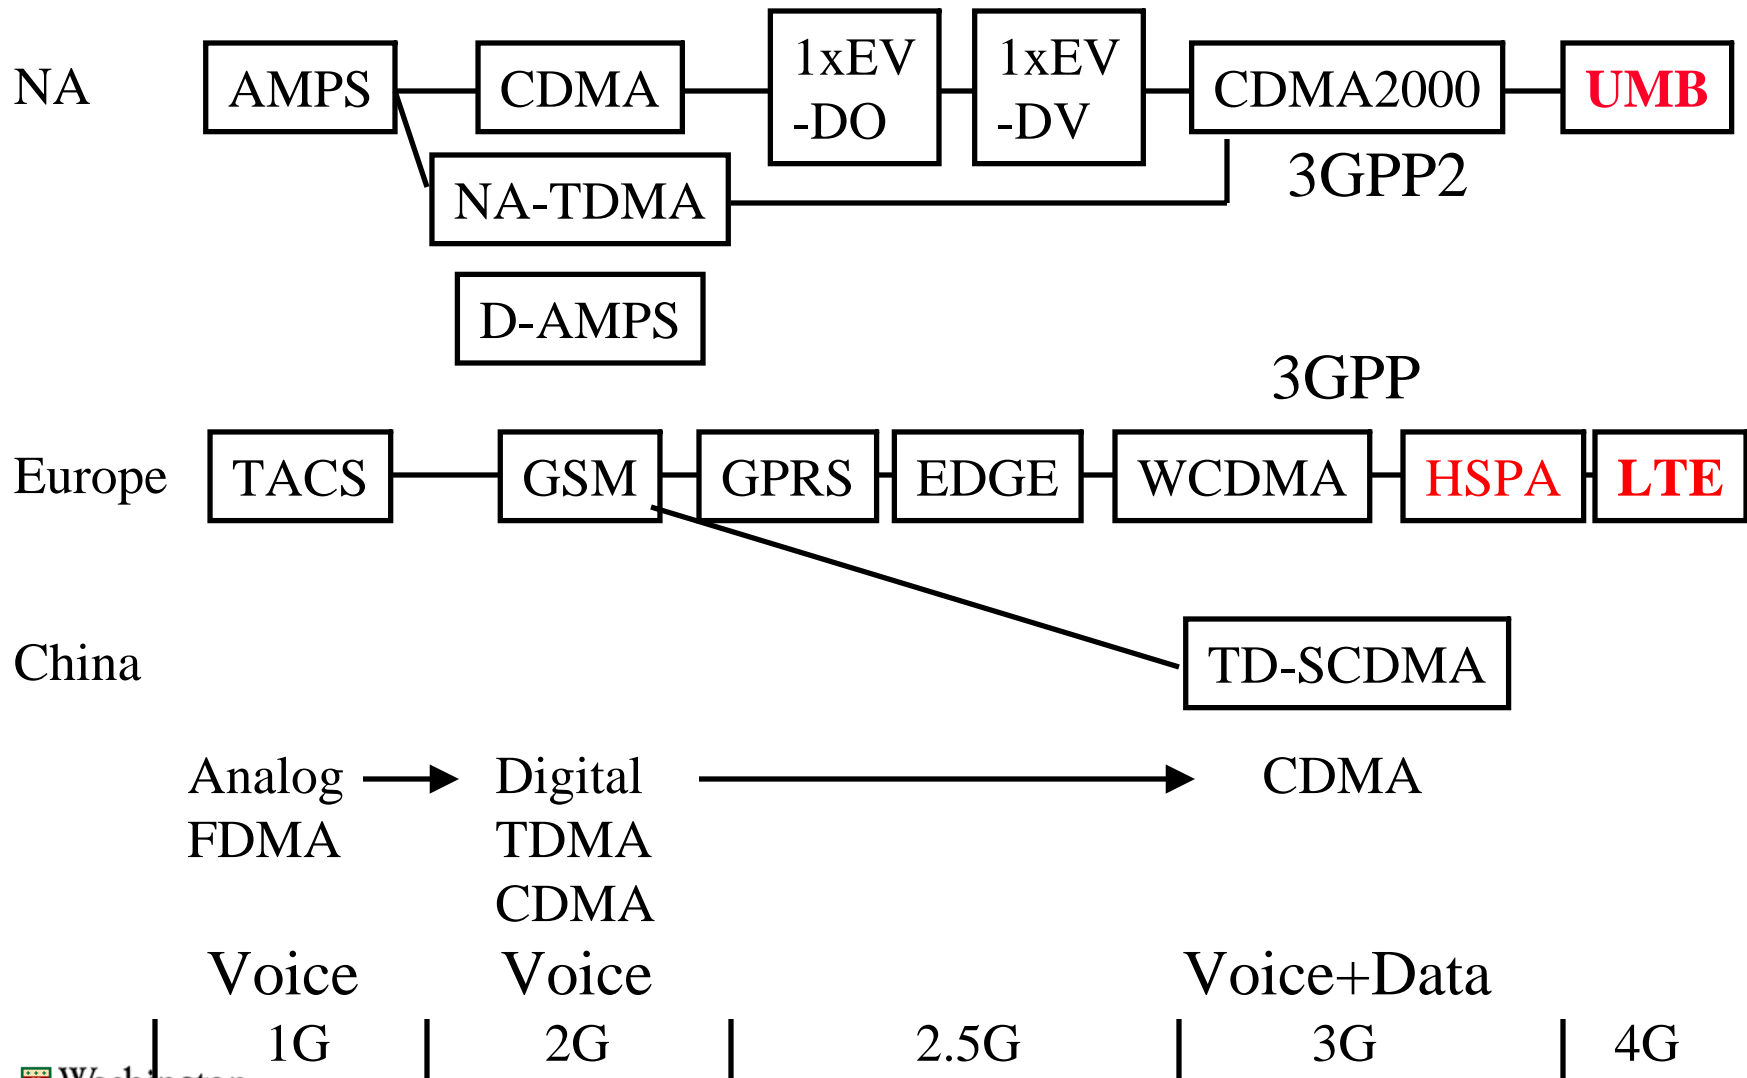 NA
AMPS
CDMA
1xEV
-DO
1xEV
-DV
CDMA2000
UMB
NA-TDMA
3GPP2
D-AMPS
3GPP
Europe
TACS
GSM
GPRS
EDGE
WCDMA
HSPA
LTE
China
TD-SCDMA
Analog
FDMA
Digital
TDMA
CDMA
CDMA
Voice
Voice
Voice+Data
1G
2G
2.5G
3G
4G
Washington